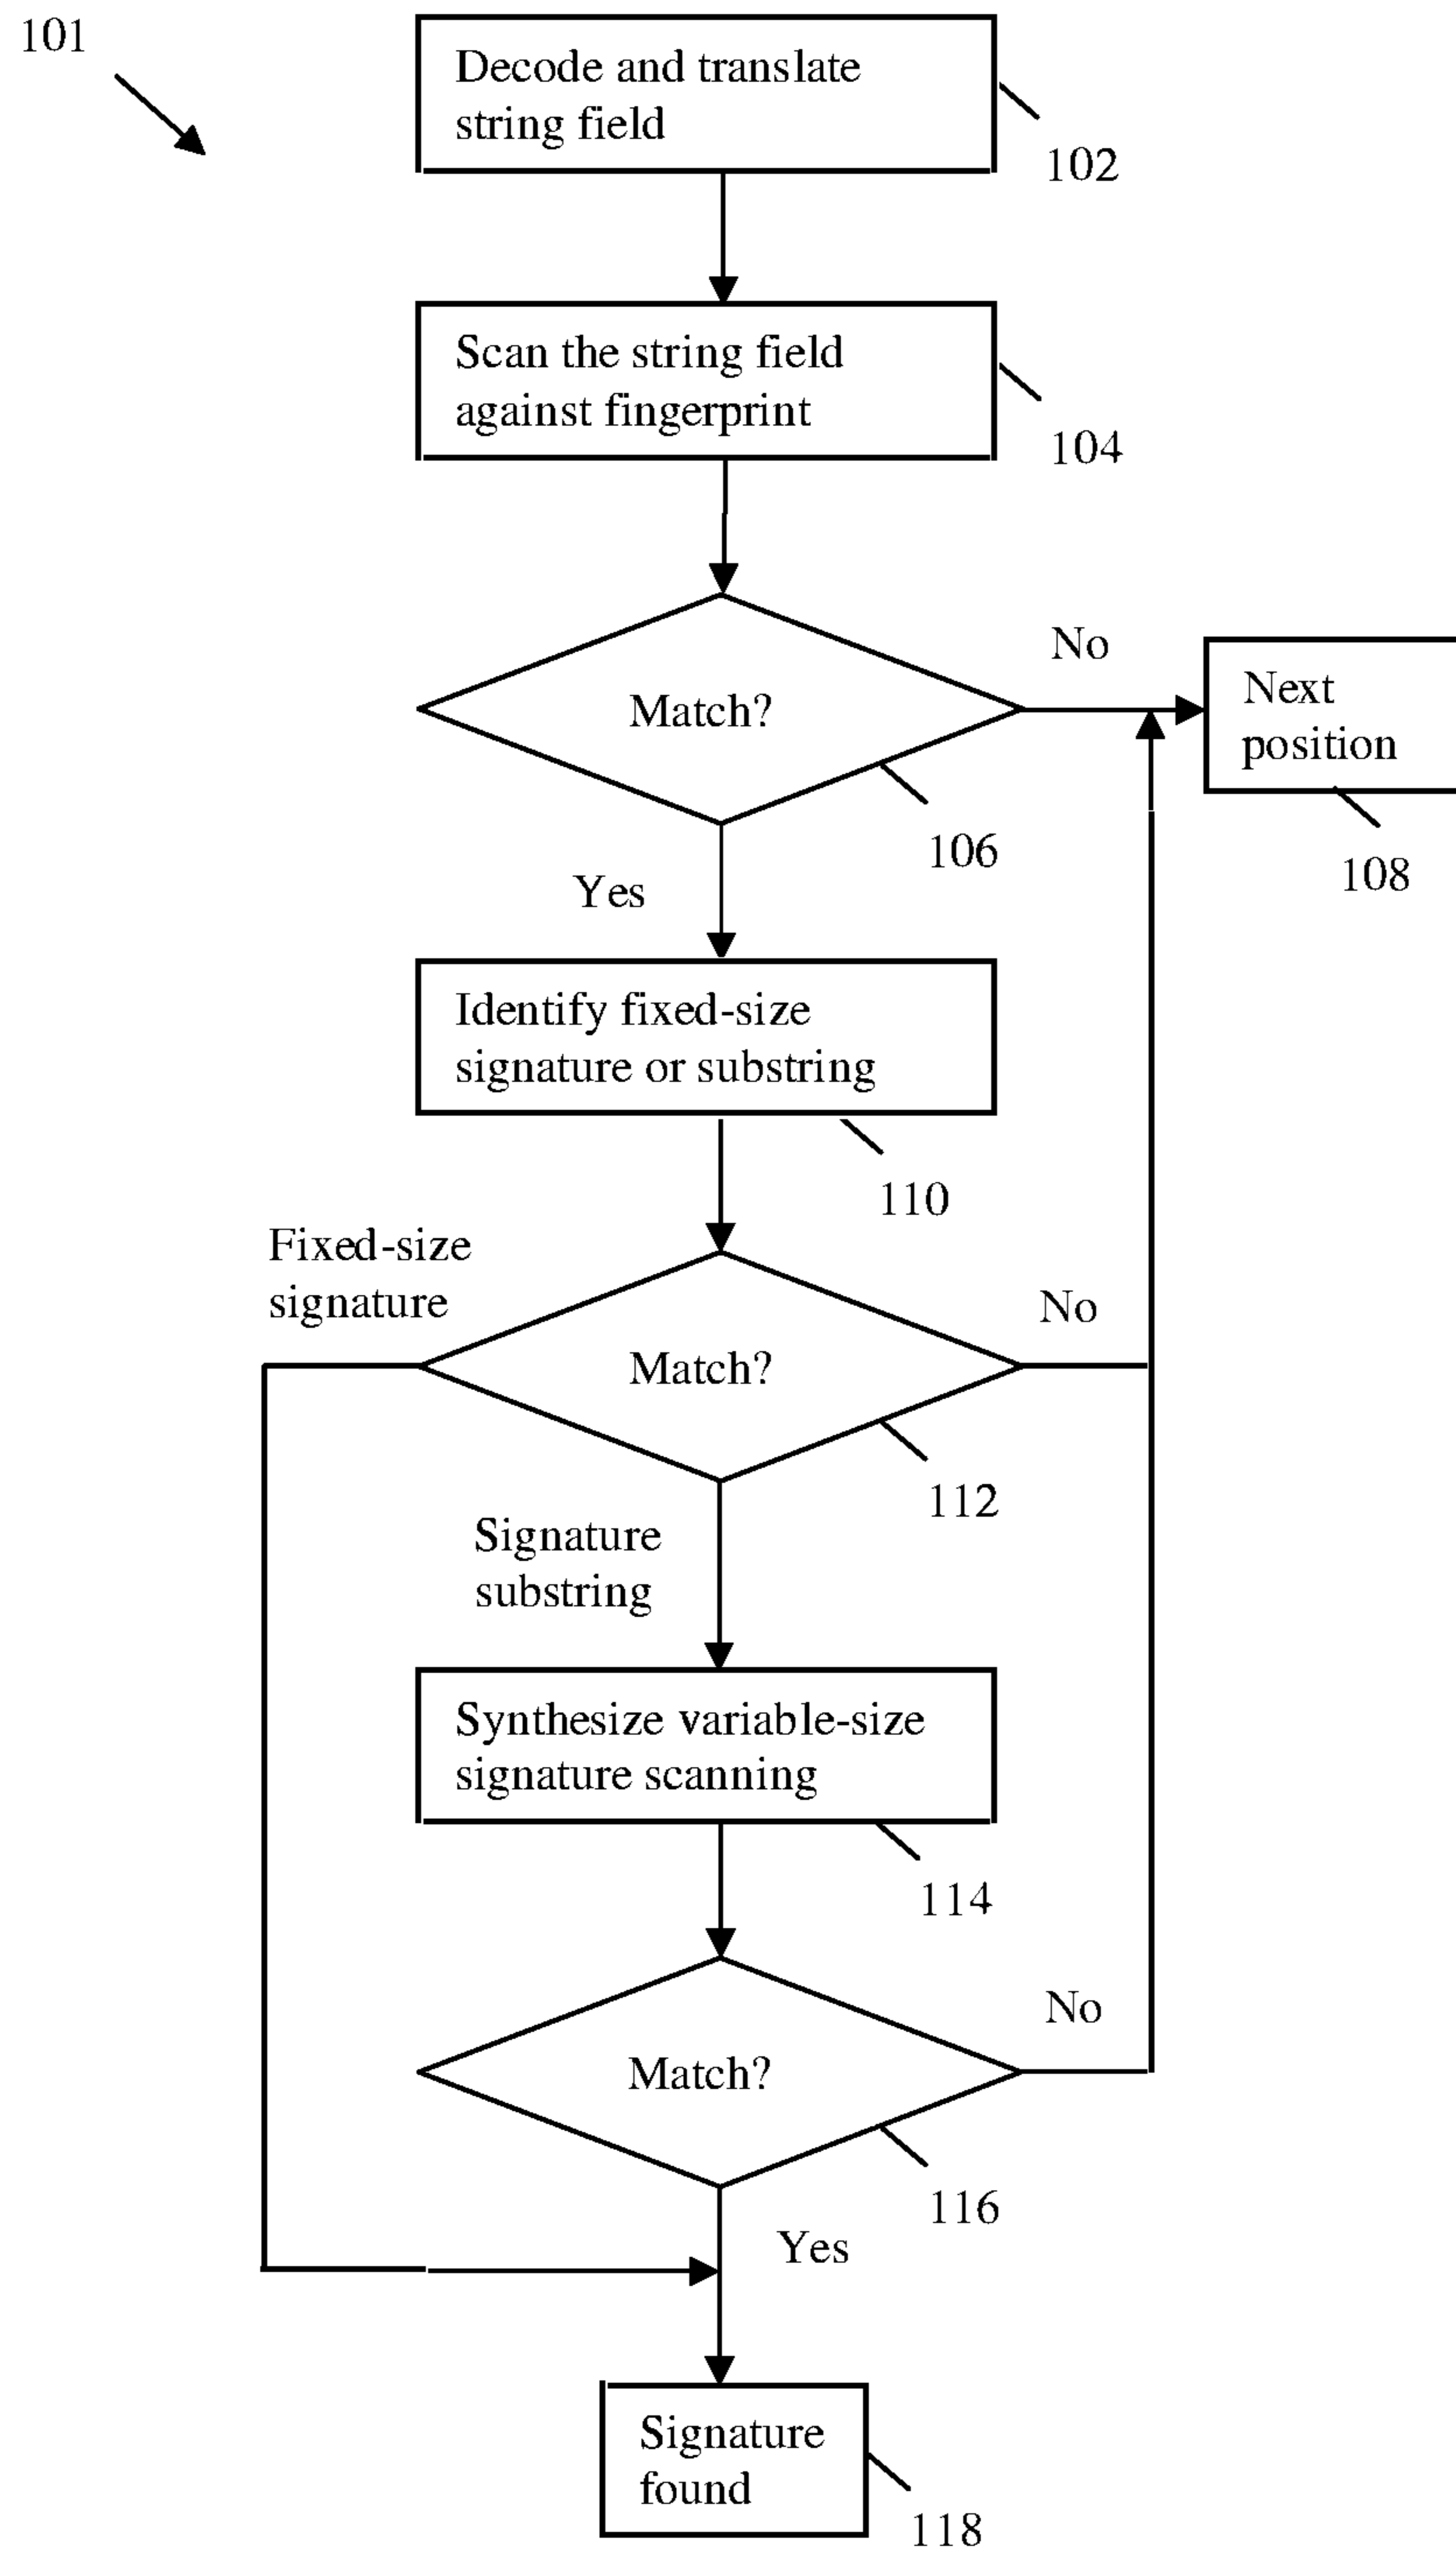 101
Decode and translate
string field
102
Scan the string field
against fingerprint
104
Match?
No
Next
position
106
108
Yes
Identify fixed-size
signature or substring
110
Fixed-size
signature
Match?
No
112
Signature
substring
Synthesize variable-size
signature scanning
114
Match?
No
116
Yes
Signature
found
118